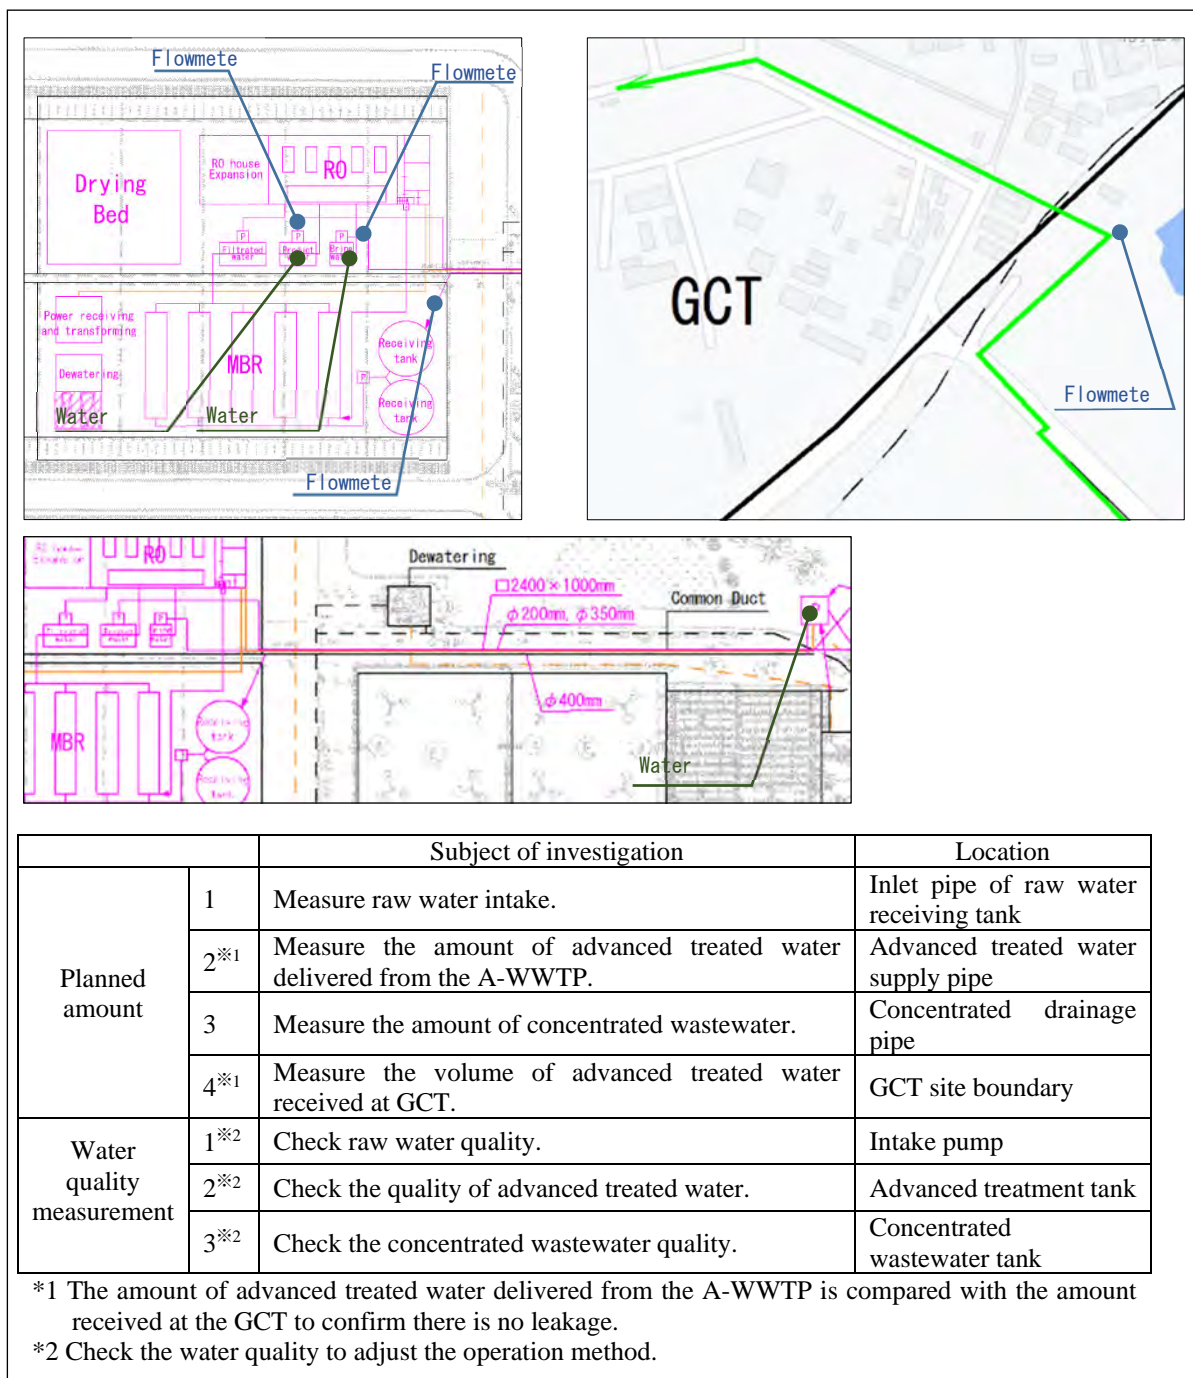 Flowmete
Flowmete
RO house
Expansion
RO
Drying
Bed
P
P
P
Filtrated
water
Product
Water
Brine
Water
Power receiving
and transforming
MBR
Receiving
tank
Dewatering
P
Receiving
tank
Water
Water
Flowmete
GCT
Flowmete
RO
Dewatering
□2400×1000mm
φ200mm, φ350mm
Common Duct
P
φ400mm
MBR
Receiving
tank
Receiving
tank
Water
Subject of investigation
Location
Planned
amount
1
Measure raw water intake.
Inlet pipe of raw water
receiving tank
2※1
Measure the amount of advanced treated water
delivered from the A-WWTP.
Advanced treated water
supply pipe
3
Measure the amount of concentrated wastewater.
Concentrated drainage
pipe
4※1
Measure the volume of advanced treated water
received at GCT.
GCT site boundary
Water
quality
measurement
1※2
Check raw water quality.
Intake pump
2※2
Check the quality of advanced treated water.
Advanced treatment tank
3※2
Check the concentrated wastewater quality.
Concentrated
wastewater tank
*1 The amount of advanced treated water delivered from the A-WWTP is compared with the amount
received at the GCT to confirm there is no leakage.
*2 Check the water quality to adjust the operation method.